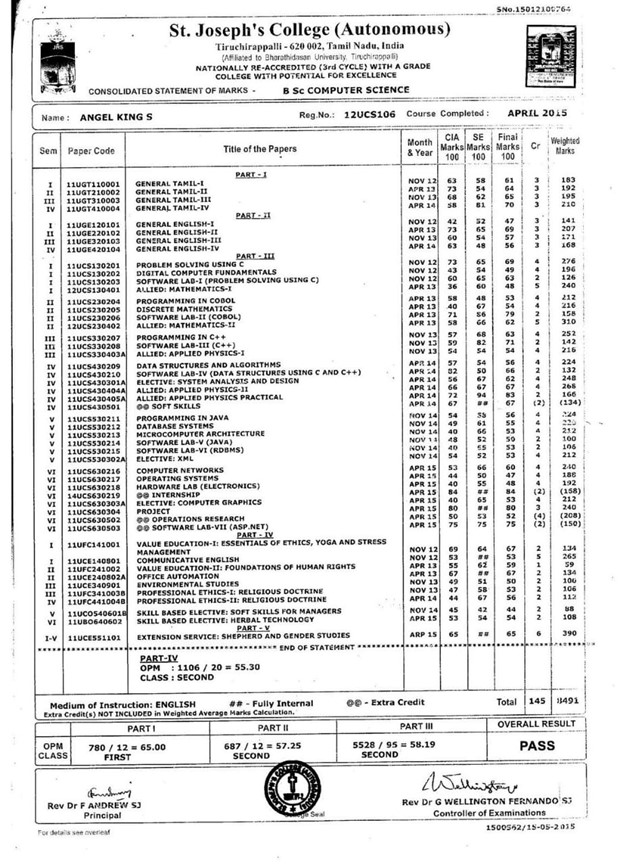 SNo.15012100764
St. Joseph's College (Autonomous)
Tiruchirappalli - 620 002, Tamil Nadu, India
(Affiliated to Bharathidasan University, Tiruchirappalli)
NATIONALLY RE-ACCREDITED (3rd CYCLE) WITH A GRADE
COLLEGE WITH POTENTIAL FOR EXCELLENCE
CONSOLIDATED STATEMENT OF MARKS - B Sc COMPUTER SCIENCE
Name : ANGEL KING S Reg.No.: 12UCS106 Course Completed : APRIL 2015
Sem Paper Code Title of the Papers Month & Year CIA Marks 100 SE Marks 100 Final Marks 100 Cr Weighted Marks
PART - I
I 11UGT110001 GENERAL TAMIL-I NOV 12 63 58 61 3 183
II 11UGT210002 GENERAL TAMIL-II APR 13 73 54 64 3 192
III 11UGT310003 GENERAL TAMIL-III NOV 13 68 62 65 3 195
IV 11UGT410004 GENERAL TAMIL-IV APR 14 58 81 70 3 210
PART - II
I 11UGE120101 GENERAL ENGLISH-I NOV 12 42 52 47 3 141
II 11UGE220102 GENERAL ENGLISH-II APR 13 73 65 69 3 207
III 11UGE320103 GENERAL ENGLISH-III NOV 13 60 54 57 3 171
IV 11UGE420104 GENERAL ENGLISH-IV APR 14 63 48 56 3 168
PART - III
I 11UCS130201 PROBLEM SOLVING USING C NOV 12 73 65 69 4 276
I 11UCS130202 DIGITAL COMPUTER FUNDAMENTALS NOV 12 43 54 49 4 196
I 11UCS130203 SOFTWARE LAB-I (PROBLEM SOLVING USING C) NOV 12 60 65 63 2 126
I 12UCS130401 ALLIED: MATHEMATICS-I NOV 12 36 60 48 5 240
II 11UCS230204 PROGRAMMING IN COBOL APR 13 58 48 53 4 212
II 11UCS230205 DISCRETE MATHEMATICS APR 13 40 67 54 4 216
II 11UCS230206 SOFTWARE LAB-II (COBOL) APR 13 71 86 79 2 158
II 12UCS230402 ALLIED: MATHEMATICS-II APR 13 58 66 62 5 310
III 11UCS330207 PROGRAMMING IN C++ NOV 13 57 68 63 4 252
III 11UCS330208 SOFTWARE LAB-III (C++) NOV 13 59 82 71 2 142
III 11UCS330403A ALLIED: APPLIED PHYSICS-I NOV 13 54 54 54 4 216
IV 11UCS430209 DATA STRUCTURES AND ALGORITHMS APR 14 57 54 56 4 224
IV 11UCS430210 SOFTWARE LAB-IV (DATA STRUCTURES USING C AND C++) APR 14 82 50 66 2 132
IV 11UCS430301A ELECTIVE: SYSTEM ANALYSIS AND DESIGN APR 14 56 67 62 4 248
IV 11UCS430404A ALLIED: APPLIED PHYSICS-II APR 14 66 67 67 4 268
IV 11UCS430405A ALLIED: APPLIED PHYSICS PRACTICAL APR 14 72 94 83 2 166
IV 11UCS430501 @@ SOFT SKILLS APR 14 67 ## 67 (2) (134)
V 11UCS530211 PROGRAMMING IN JAVA NOV 14 54 56 4 224
V 11UCS530212 DATABASE SYSTEMS NOV 14 49 61 55 4
V 11UCS530213 MICROCOMPUTER ARCHITECTURE NOV 14 40 66 53 4 212
V 11UCS530214 SOFTWARE LAB-V (JAVA) NOV 14 48 52 2
V 11UCS530215 SOFTWARE LAB-VI (RDBMS) NOV 14 53 2 106
V 11UCS530302A ELECTIVE: XML NOV 14 54 52 53 4 212
VI 11UCS630216 COMPUTER NETWORKS APR 15 53 66 60 4 240
VI 11UCS630217 OPERATING SYSTEMS APR 15 44 50 47 4 188
VI 11UCS630218 HARDWARE LAB (ELECTRONICS) APR 15 40 55 48 4 192
VI 14UCS630219 @@ INTERNSHIP APR 15 84 ## 84 (2) (168)
VI 11UCS630303A ELECTIVE: COMPUTER GRAPHICS APR 15 40 65 53 4 212
VI 11UCS630304 PROJECT APR 15 80 ## 80 3 240
VI 11UCS630502 @@ OPERATIONS RESEARCH APR 15 50 53 52 (4) (208)
VI 11UCS630503 @@ SOFTWARE LAB-VII (ASP.NET) APR 15 75 75 75 (2) (150)
PART - IV
I 11UFC141001 VALUE EDUCATION-I: ESSENTIALS OF ETHICS, YOGA AND STRESS
MANAGEMENT NOV 12 69 64 67 2 134
I 11UCE140801 COMMUNICATIVE ENGLISH NOV 12 53 ## 53 5 265
II 11UFC241002 VALUE EDUCATION-II: FOUNDATIONS OF HUMAN RIGHTS APR 13 55 62 59 1 59
II 11UCE240802A OFFICE AUTOMATION APR 13 67 ## 67 2 134
III 11UCE340901 ENVIRONMENTAL STUDIES NOV 13 49 51 50 2 100
III 11UFC341003B PROFESSIONAL ETHICS-I: RELIGIOUS DOCTRINE NOV 13 47 58 53 2 106
IV 11UFC441004B PROFESSIONAL ETHICS-II: RELIGIOUS DOCTRINE APR 14 44 67 56 2 112
V 11UCO540601B SKILL BASED ELECTIVE: SOFT SKILLS FOR MANAGERS NOV 14 45 42 44 2 88
VI 11UBO640602 SKILL BASED ELECTIVE: HERBAL TECHNOLOGY APR 15 53 54 54 2 108
PART - V
I-V 11UCE551101 EXTENSION SERVICE: SHEPHERD AND GENDER STUDIES ARP 15 65 ## 65 6 390
END OF STATEMENT
PART-IV
OPM : 1106 / 20 = 55.30
CLASS : SECOND
Medium of Instruction: ENGLISH ## - Fully Internal @@ - Extra Credit Total 145 8491
Extra Credit(s) NOT INCLUDED in Weighted Average Marks Calculation.
PART I PART II PART III OVERALL RESULT
OPM 780 / 12 = 65.00 687 / 12 = 57.25 5528 / 95 = 58.19 PASS
CLASS FIRST SECOND SECOND
Rev Dr F ANDREW SJ Rev Dr G WELLINGTON FERNANDO SJ
Principal College Seal Controller of Examinations
1500562/15-05-2015
For details see overleaf